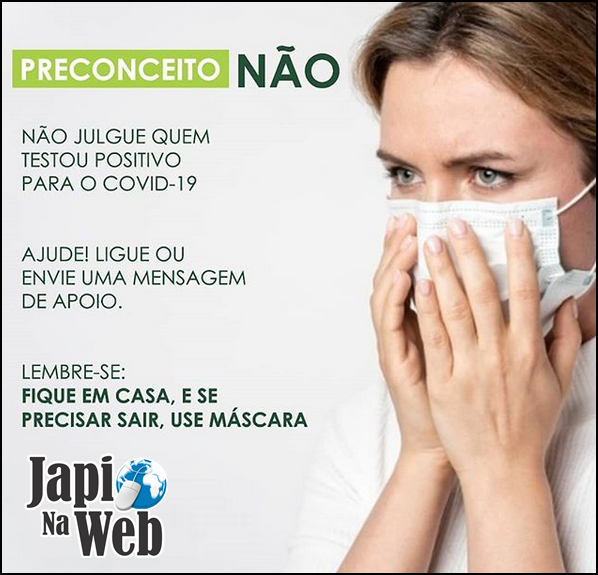 PRECONCEITO NÃO
NÃO JULGUE QUEM
TESTOU POSITIVO
PARA O COVID-19
AJUDE! LIGUE OU
ENVIE UMA MENSAGEM
DE APOIO.
LEMBRE-SE:
FIQUE EM CASA, E SE
PRECISAR SAIR, USE MÁSCARA
Japi
Na
Web